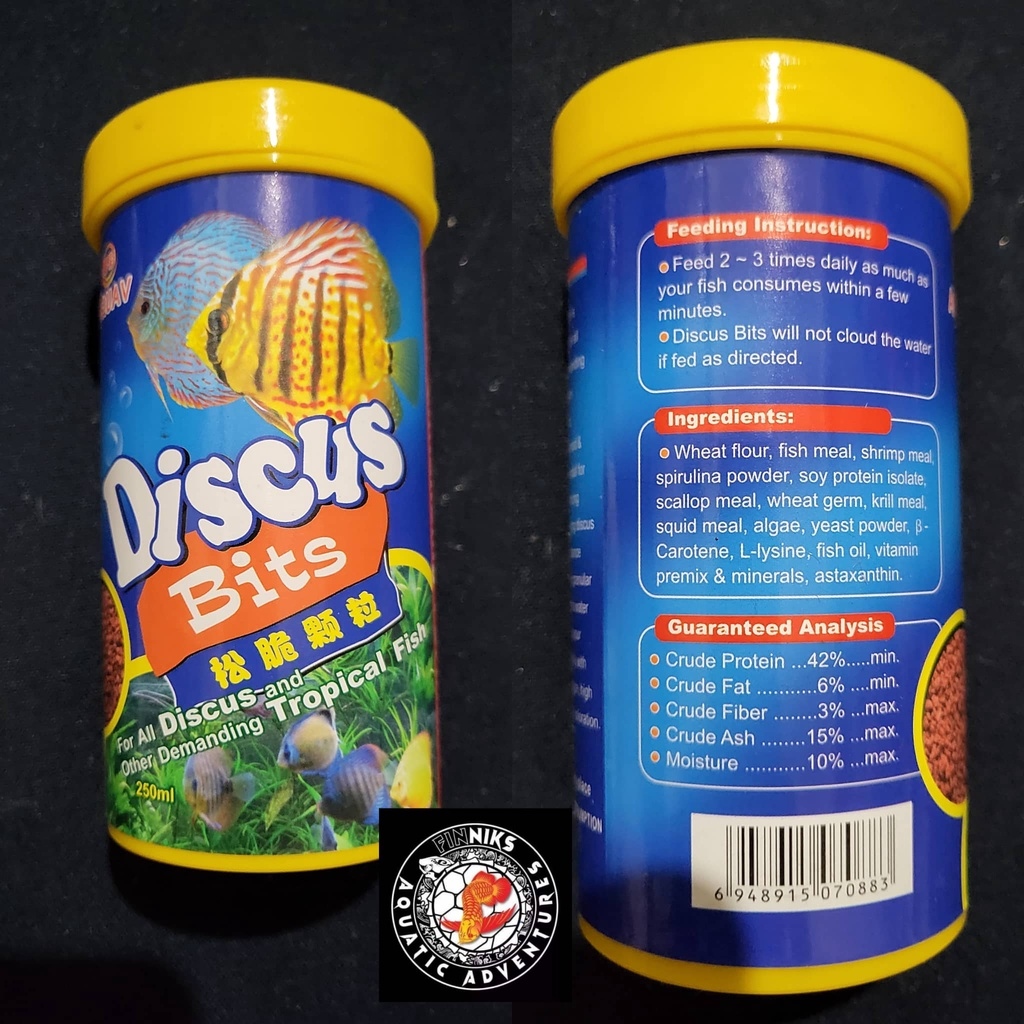 Discus
Bits
松脆颗粒
For All Discus and
Other Demanding Tropical Fish
250ml
FINNIKS
AQUATIC ADVENTURES
Feeding Instruction:
Feed 2 ~ 3 times daily as much as
your fish consumes within a few
minutes.
Discus Bits will not cloud the water
if fed as directed.
Ingredients:
Wheat flour, fish meal, shrimp meal,
spirulina powder, soy protein isolate,
scallop meal, wheat germ, krill meal,
squid meal, algae, yeast powder, β-
Carotene, L-lysine, fish oil, vitamin
premix & minerals, astaxanthin.
Guaranteed Analysis
Crude Protein ...42%.....min.
Crude Fat ...........6% ....min.
Crude Fiber ........3% ...max.
Crude Ash ........15% ...max.
Moisture ...........10% ...max.
6 948915 070883